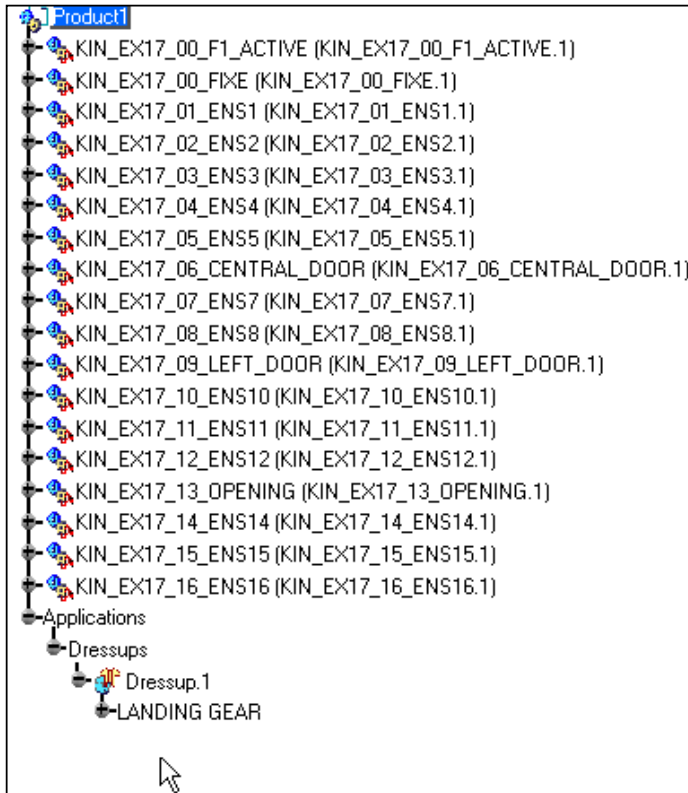 Product1
KIN_EX17_00_F1_ACTIVE (KIN_EX17_00_F1_ACTIVE.1)
KIN_EX17_00_FIXE (KIN_EX17_00_FIXE.1)
KIN_EX17_01_ENS1 (KIN_EX17_01_ENS1.1)
KIN_EX17_02_ENS2 (KIN_EX17_02_ENS2.1)
KIN_EX17_03_ENS3 (KIN_EX17_03_ENS3.1)
KIN_EX17_04_ENS4 (KIN_EX17_04_ENS4.1)
KIN_EX17_05_ENS5 (KIN_EX17_05_ENS5.1)
KIN_EX17_06_CENTRAL_DOOR (KIN_EX17_06_CENTRAL_DOOR.1)
KIN_EX17_07_ENS7 (KIN_EX17_07_ENS7.1)
KIN_EX17_08_ENS8 (KIN_EX17_08_ENS8.1)
KIN_EX17_09_LEFT_DOOR (KIN_EX17_09_LEFT_DOOR.1)
KIN_EX17_10_ENS10 (KIN_EX17_10_ENS10.1)
KIN_EX17_11_ENS11 (KIN_EX17_11_ENS11.1)
KIN_EX17_12_ENS12 (KIN_EX17_12_ENS12.1)
KIN_EX17_13_OPENING (KIN_EX17_13_OPENING.1)
KIN_EX17_14_ENS14 (KIN_EX17_14_ENS14.1)
KIN_EX17_15_ENS15 (KIN_EX17_15_ENS15.1)
KIN_EX17_16_ENS16 (KIN_EX17_16_ENS16.1)
Applications
Dressups
Dressup.1
LANDING GEAR